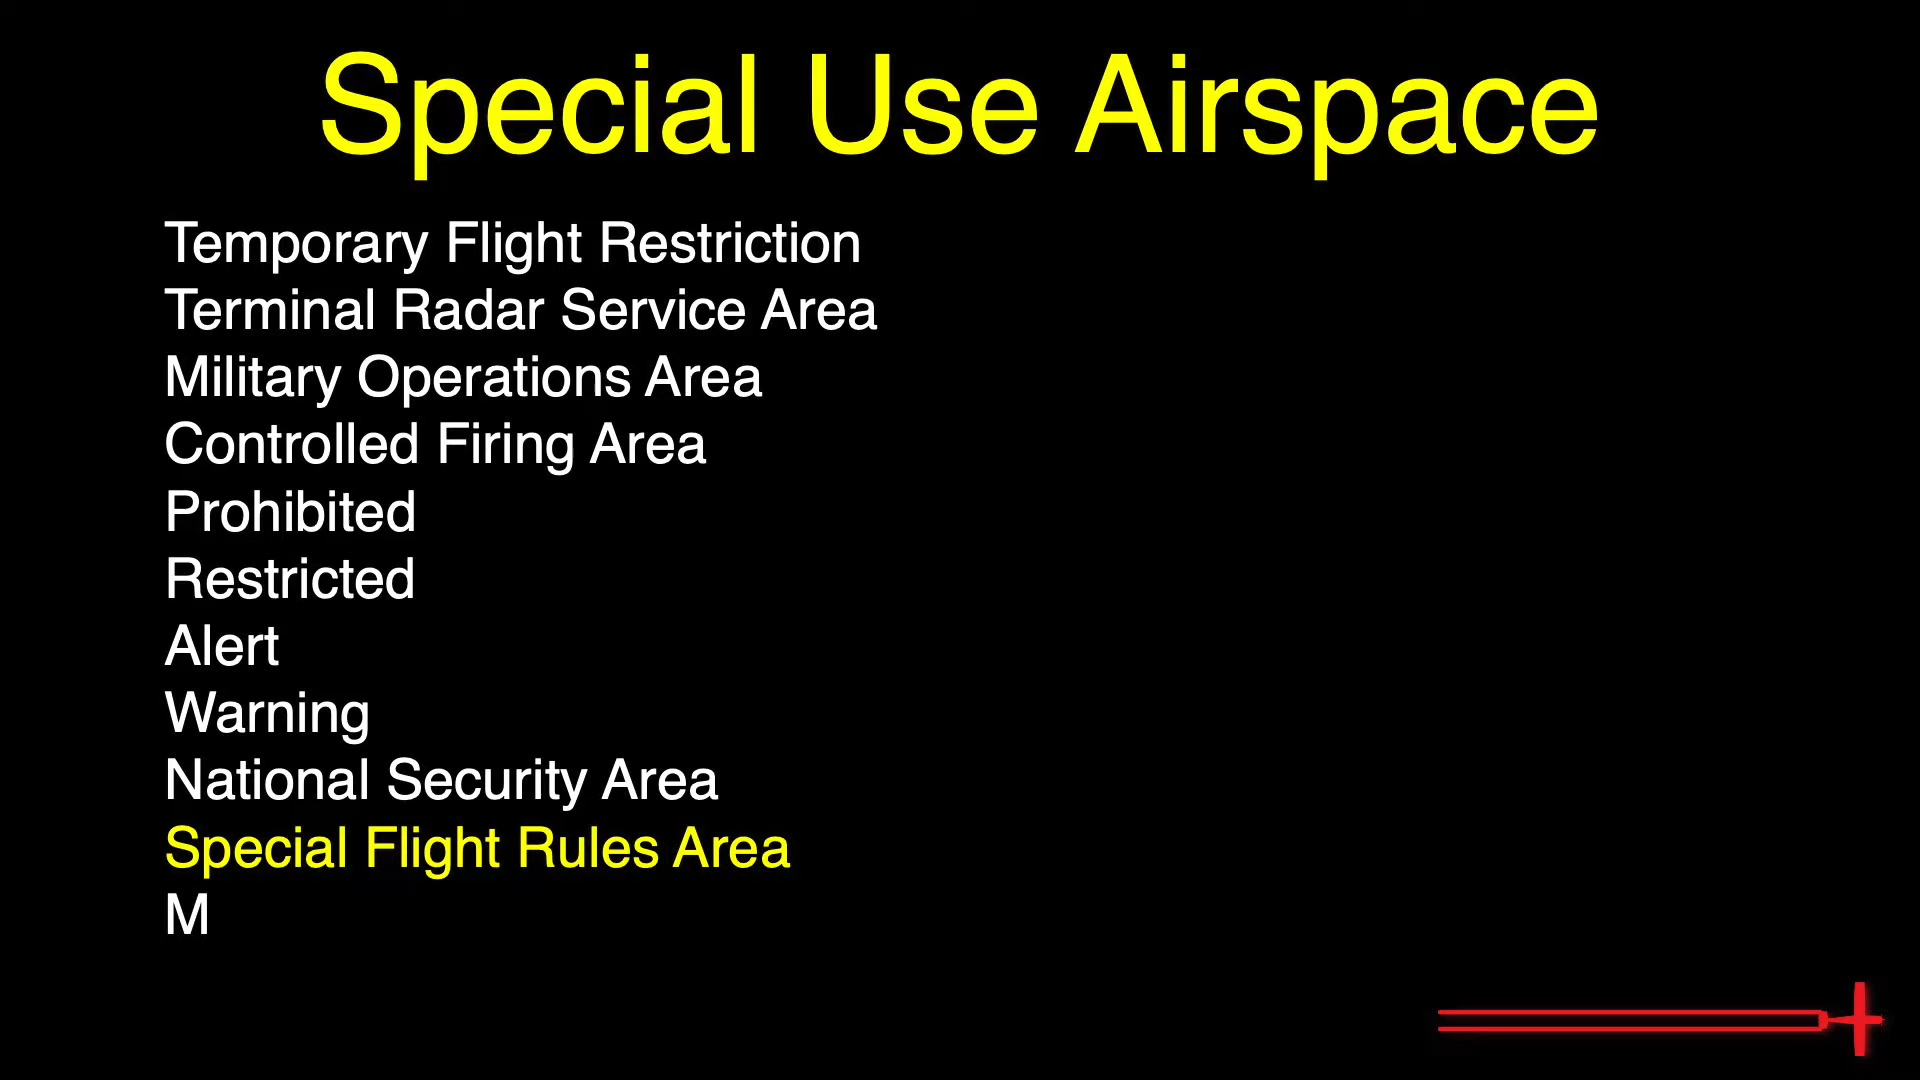 Special Use Airspace
Temporary Flight Restriction
Terminal Radar Service Area
Military Operations Area
Controlled Firing Area
Prohibited
Restricted
Alert
Warning
National Security Area
Special Flight Rules Area
M